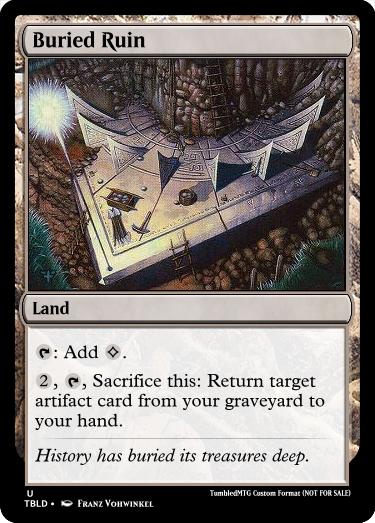 Buried Ruin
Land
: Add .
2, , Sacrifice this: Return target
artifact card from your graveyard to
your hand.
History has buried its treasures deep.
U
TBLD • Franz Vohwinkel
TumbledMTG Custom Format (NOT FOR SALE)